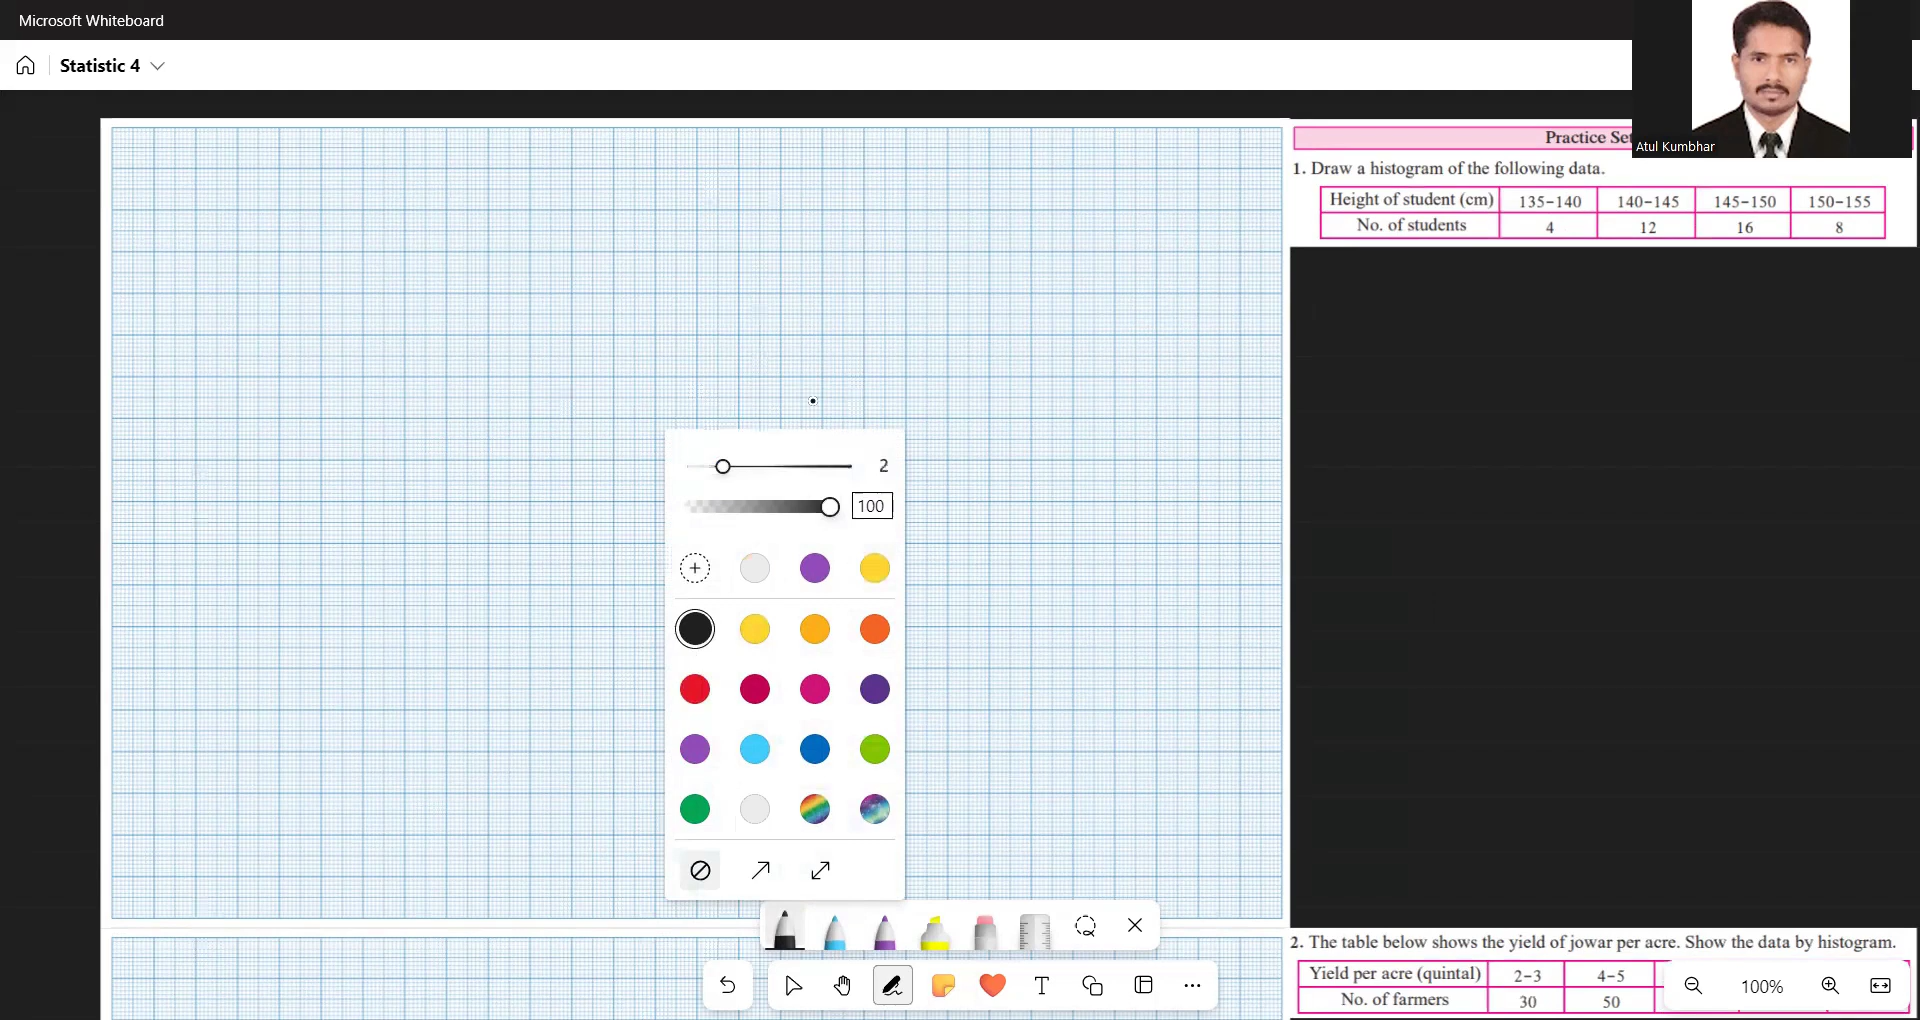 Microsoft Whiteboard
Statistic 4
Atul Kumbhar
Practice Set
1. Draw a histogram of the following data.
Height of student (cm) 135-140 140-145 145-150 150-155
No. of students 4 12 16 8
2
100
2. The table below shows the yield of jowar per acre. Show the data by histogram.
Yield per acre (quintal) 2-3 4-5
No. of farmers 30 50
T
100%